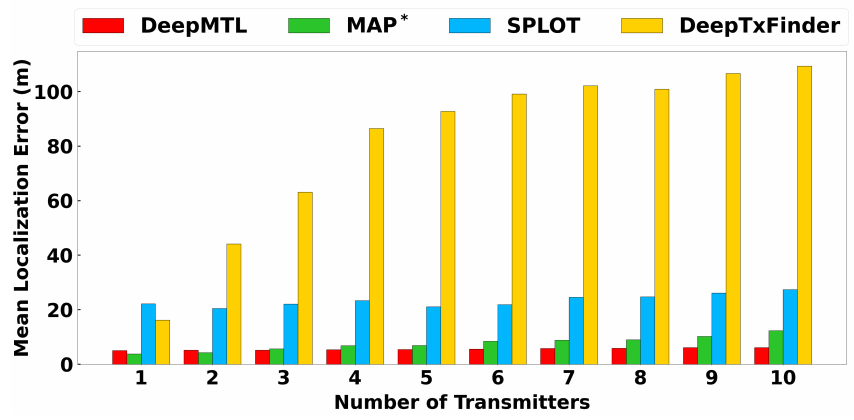 DeepMTL MAP* SPLOT DeepTxFinder
Mean Localization Error (m)
100
80
60
40
20
0
1 2 3 4 5 6 7 8 9 10
Number of Transmitters